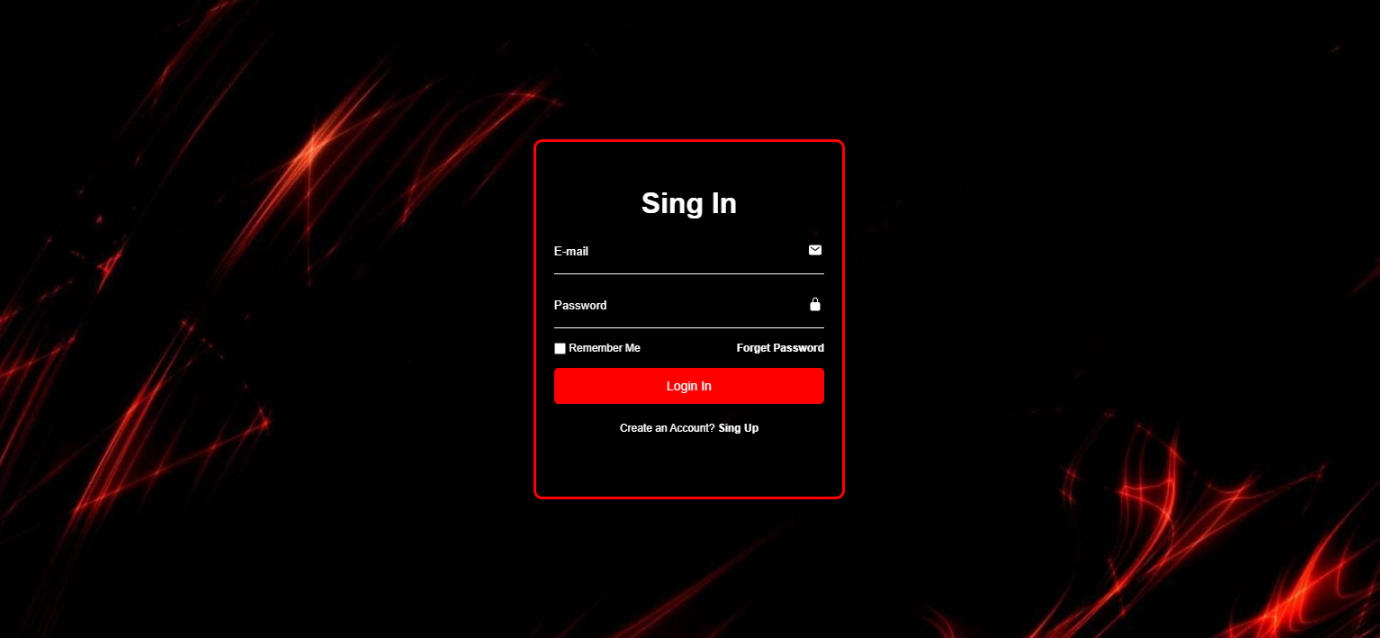 Sing In
E-mail
Password
Remember Me Forget Password
Login In
Create an Account? Sing Up